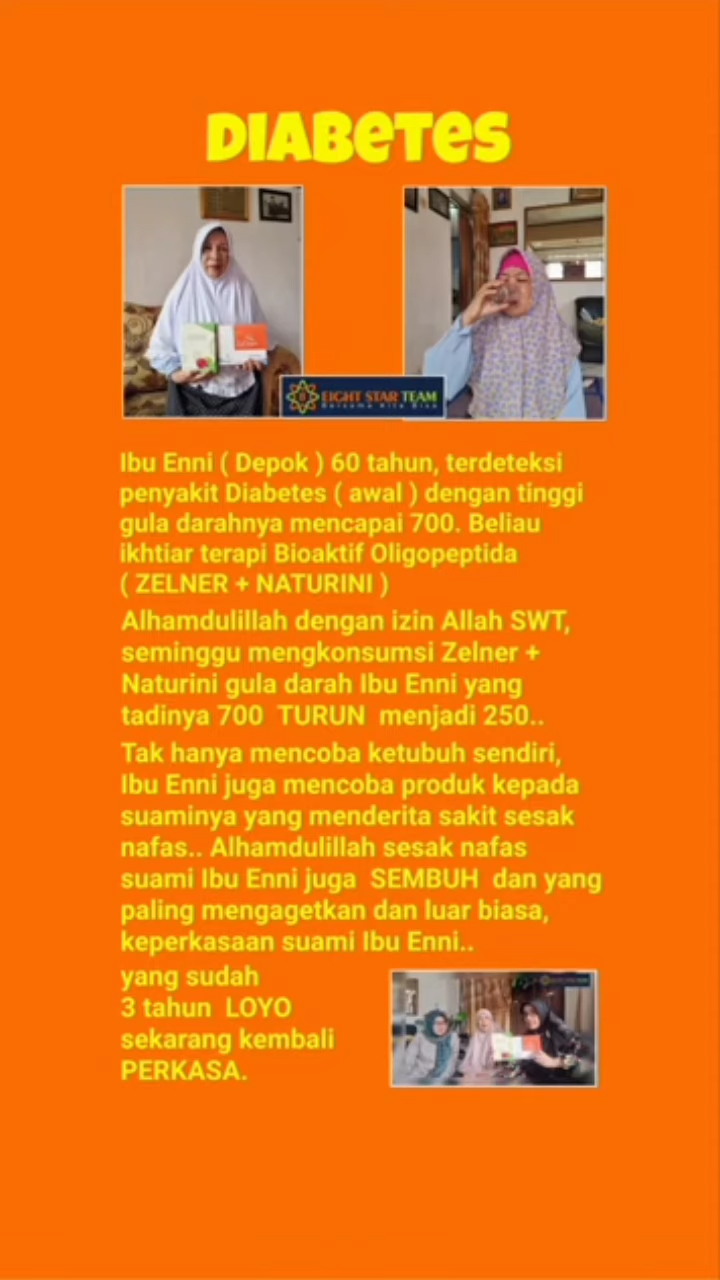 DIABETES
EIGHT STAR TEAM
Bersama Kita Bisa
Ibu Enni ( Depok ) 60 tahun, terdeteksi
penyakit Diabetes ( awal ) dengan tinggi
gula darahnya mencapai 700. Beliau
ikhtiar terapi Bioaktif Oligopeptida
( ZELNER + NATURINI )
Alhamdulillah dengan izin Allah SWT,
seminggu mengkonsumsi Zelner +
Naturini gula darah Ibu Enni yang
tadinya 700 TURUN menjadi 250..
Tak hanya mencoba ketubuh sendiri,
Ibu Enni juga mencoba produk kepada
suaminya yang menderita sakit sesak
nafas.. Alhamdulillah sesak nafas
suami Ibu Enni juga SEMBUH dan yang
paling mengagetkan dan luar biasa,
keperkasaan suami Ibu Enni..
yang sudah
3 tahun LOYO
sekarang kembali
PERKASA.